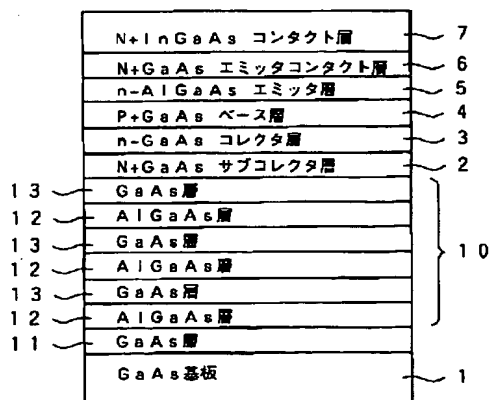 N+InGaAs コンタクト層 7
N+GaAs エミッタコンタクト層 6
n-AlGaAs エミッタ層 5
P+GaAs ベース層 4
n-GaAs コレクタ層 3
N+GaAs サブコレクタ層 2
13 GaAs層
12 AlGaAs層
13 GaAs層
10
12 AlGaAs層
13 GaAs層
12 AlGaAs層
11 GaAs層
GaAs基板 1